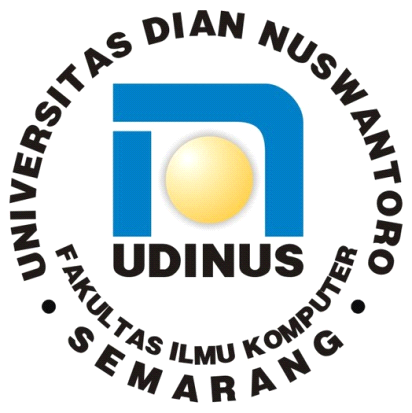 UNIVERSITAS DIAN NUSWANTORO
UDINUS
FAKULTAS ILMU KOMPUTER
• SEMARANG •